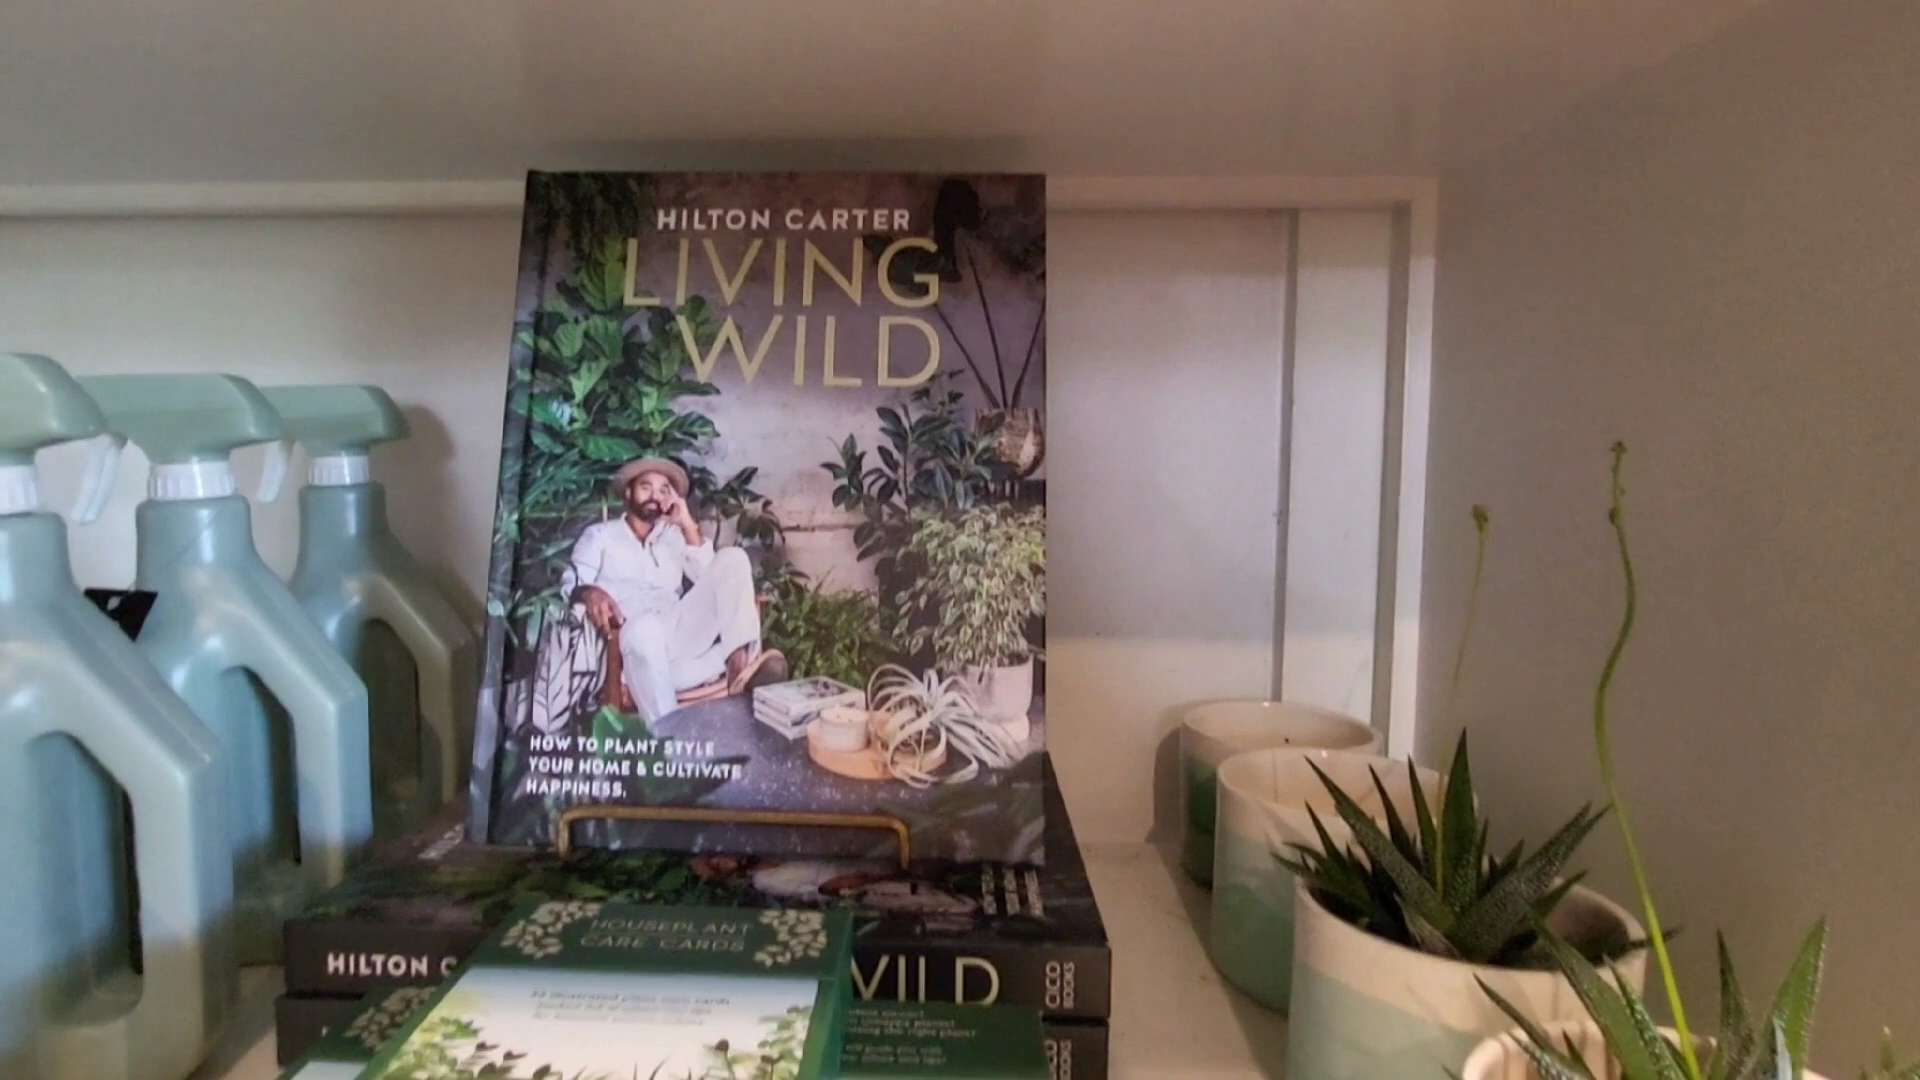 HILTON CARTER
LIVING
WILD
HOW TO PLANT STYLE
YOUR HOME & CULTIVATE
HAPPINESS.
HILTON C
WILD
CICO
BOOKS
HOUSEPLANT
CARE CARDS